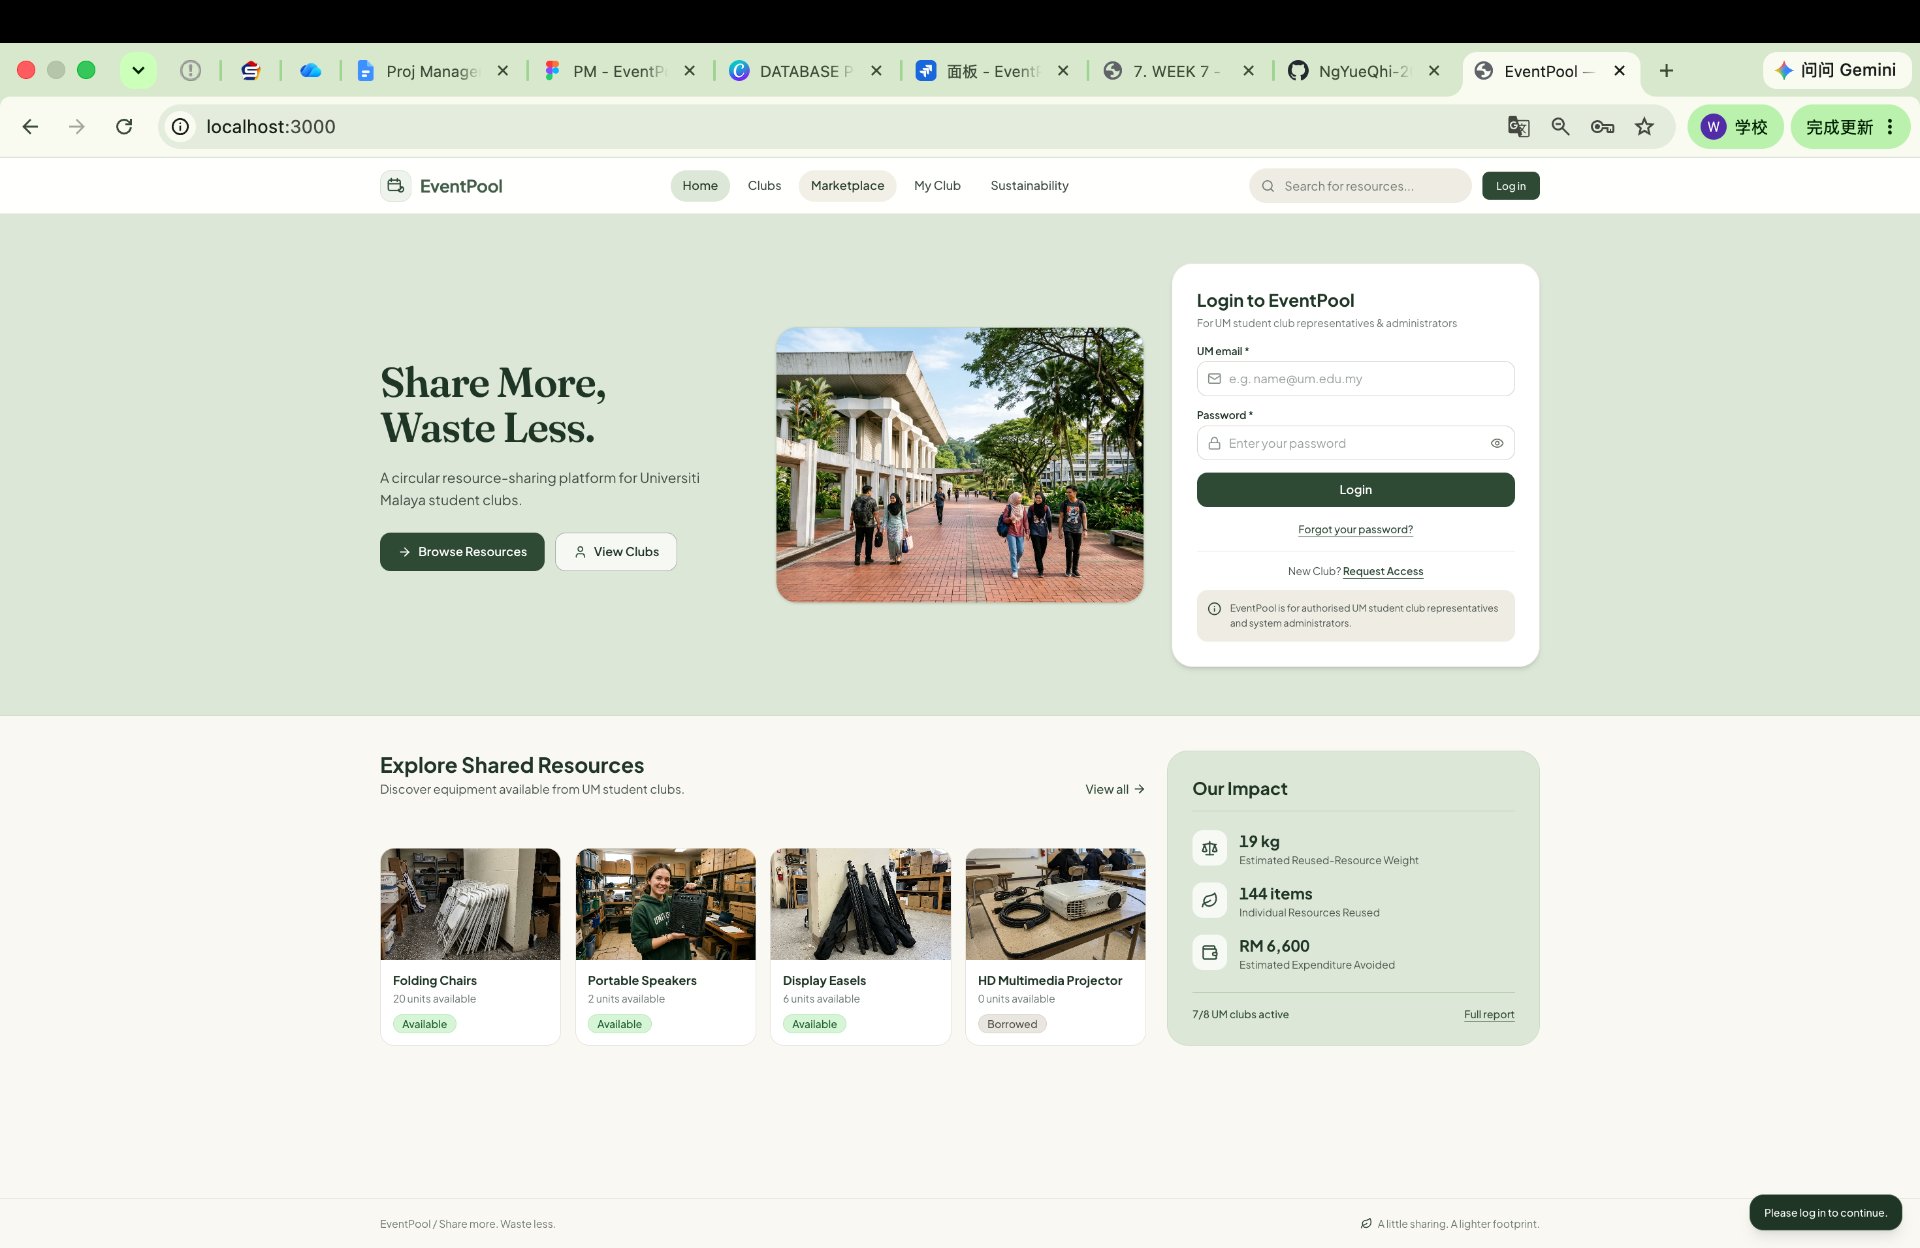 Proj Manage
PM - EventP
DATABASE P
面板 - EventP
7. WEEK 7 -
NgYueQhi-2
EventPool —
问问 Gemini
localhost:3000
W 学校
完成更新
EventPool
Home
Clubs
Marketplace
My Club
Sustainability
Search for resources...
Log in
Share More,
Waste Less.
A circular resource-sharing platform for Universiti
Malaya student clubs.
Browse Resources
View Clubs
Login to EventPool
For UM student club representatives & administrators
UM email *
e.g. name@um.edu.my
Password *
Enter your password
Login
Forgot your password?
New Club? Request Access
EventPool is for authorised UM student club representatives
and system administrators.
Explore Shared Resources
Discover equipment available from UM student clubs.
View all
Folding Chairs
20 units available
Available
Portable Speakers
2 units available
Available
Display Easels
6 units available
Available
HD Multimedia Projector
0 units available
Borrowed
Our Impact
19 kg
Estimated Reused-Resource Weight
144 items
Individual Resources Reused
RM 6,600
Estimated Expenditure Avoided
7/8 UM clubs active
Full report
EventPool / Share more. Waste less.
A little sharing. A lighter footprint.
Please log in to continue.